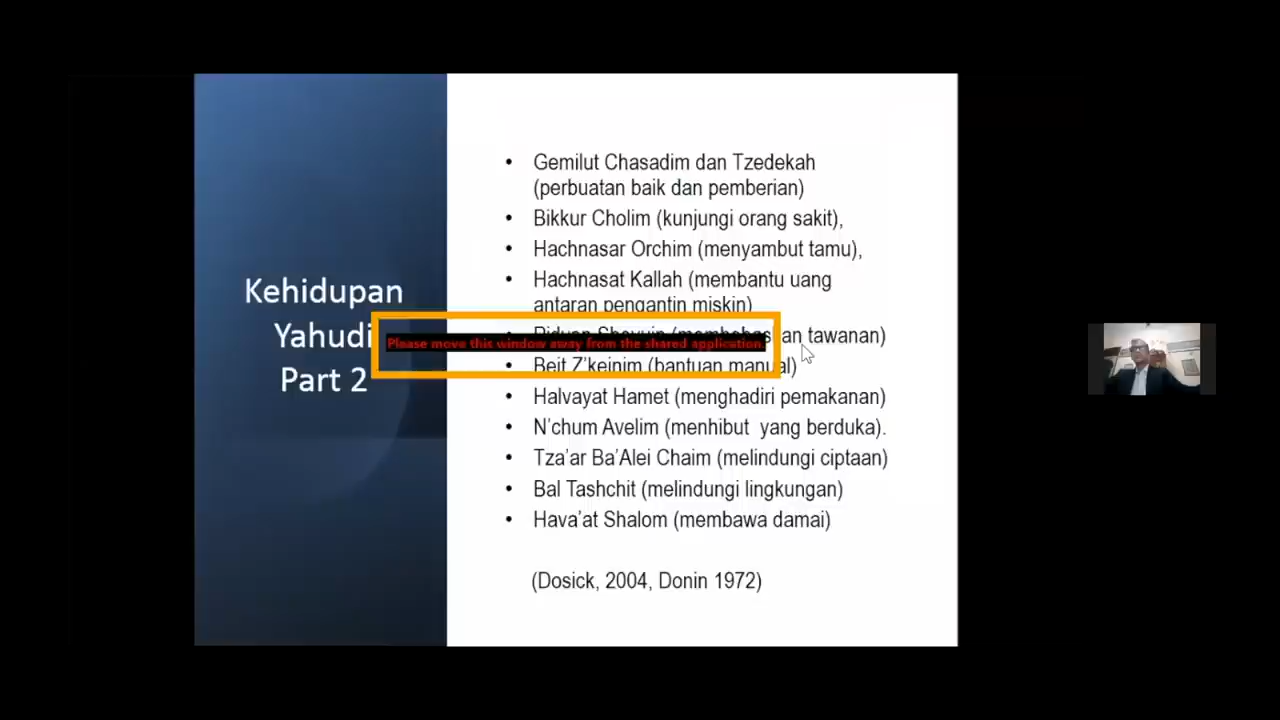 Kehidupan
Yahudi
Part 2
• Gemilut Chasadim dan Tzedekah
(perbuatan baik dan pemberian)
• Bikkur Cholim (kunjungi orang sakit),
• Hachnasar Orchim (menyambut tamu),
• Hachnasat Kallah (membantu uang
antaran pengantin miskin)
tawanan)
Please move this window away from the shared application.
• Beit Z'keinim (bantuan manual)
• Halvayat Hamet (menghadiri pemakanan)
• N'chum Avelim (menhibut yang berduka).
• Tza'ar Ba'Alei Chaim (melindungi ciptaan)
• Bal Tashchit (melindungi lingkungan)
• Hava'at Shalom (membawa damai)
(Dosick, 2004, Donin 1972)